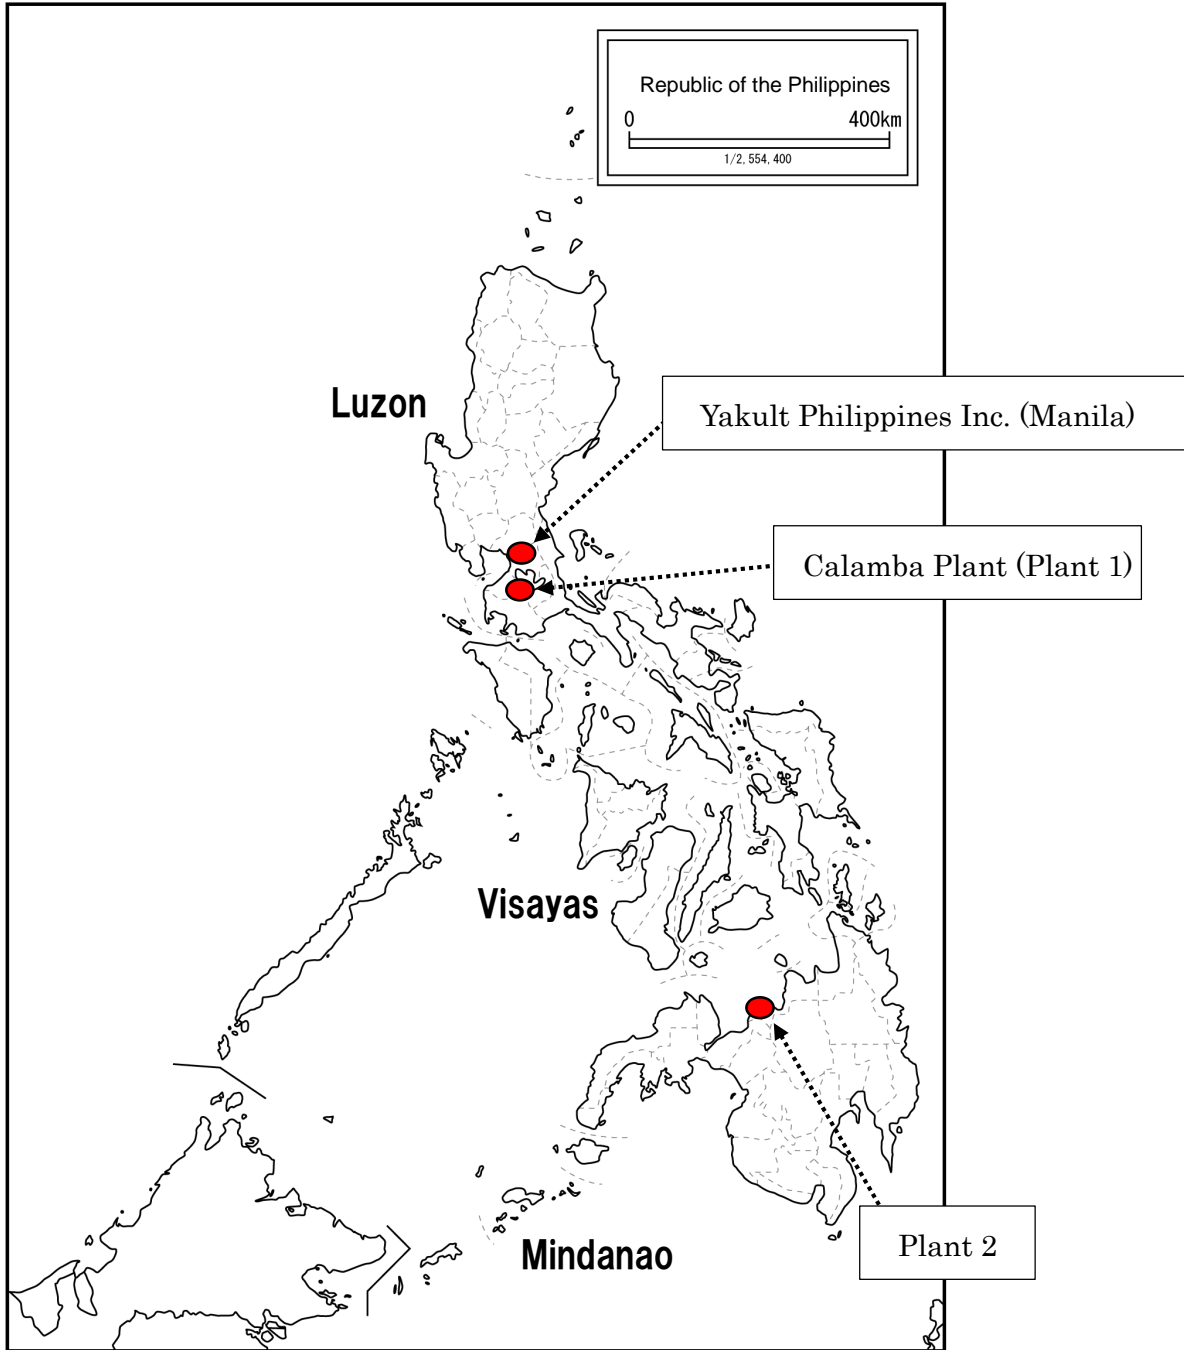 Republic of the Philippines
0 400km
1/2,554,400
Luzon
Yakult Philippines Inc. (Manila)
Calamba Plant (Plant 1)
Visayas
Plant 2
Mindanao